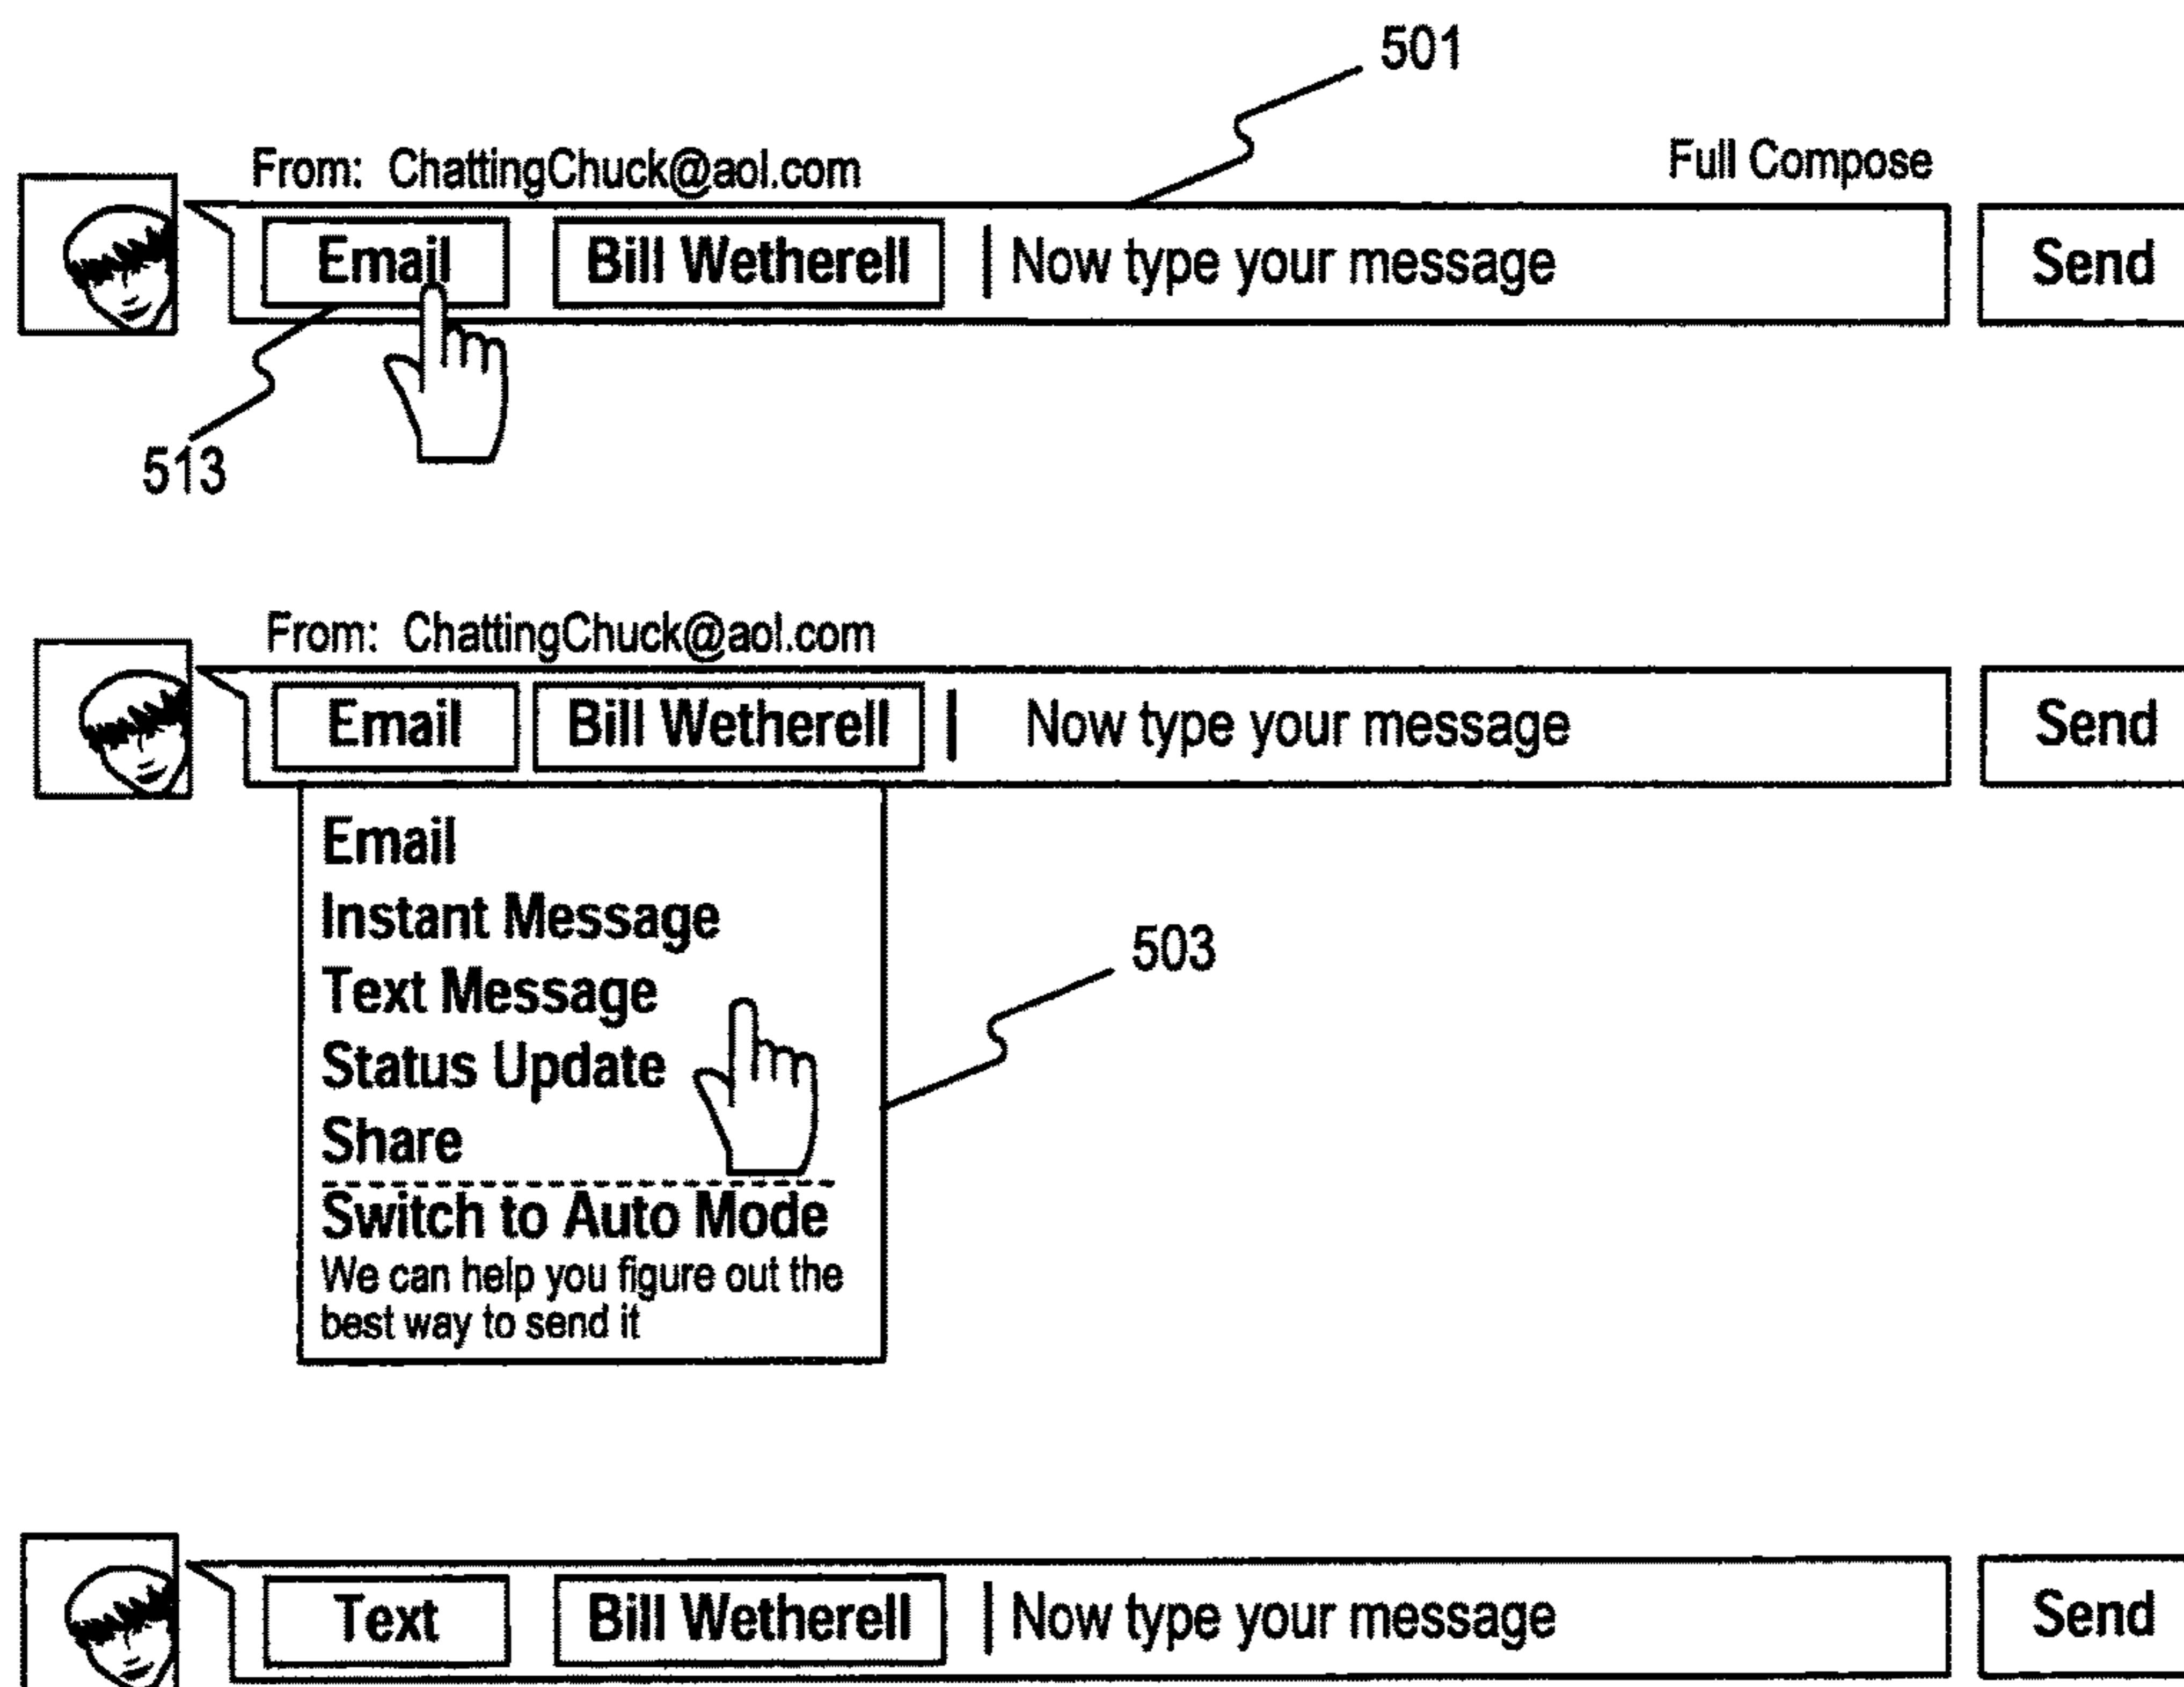 501
From: ChattingChuck@aol.com Full Compose
Email Bill Wetherell Now type your message Send
513
From: ChattingChuck@aol.com
Email Bill Wetherell Now type your message Send
Email
Instant Message
503
Text Message
Status Update
Share
Switch to Auto Mode
We can help you figure out the
best way to send it
Text Bill Wetherell Now type your message Send